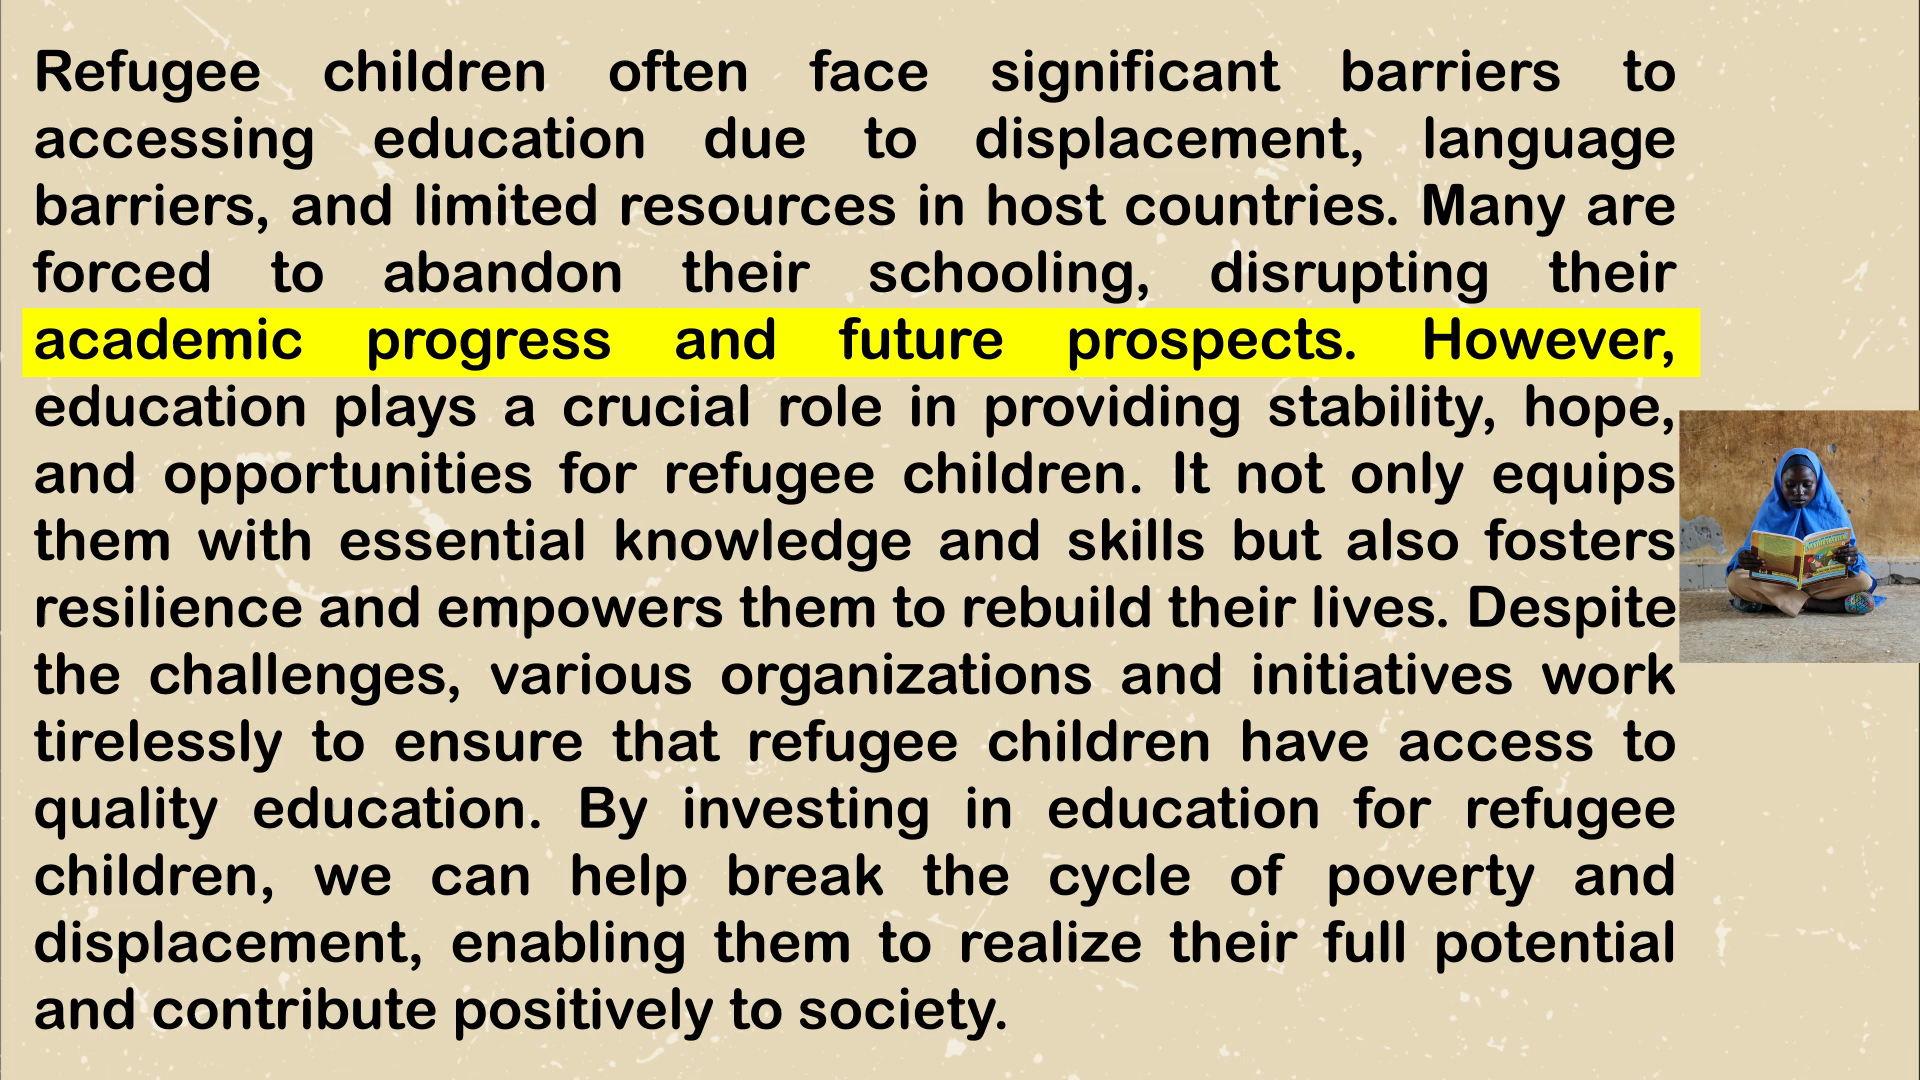 Refugee children often face significant barriers to
accessing education due to displacement, language
barriers, and limited resources in host countries. Many are
forced to abandon their schooling, disrupting their
academic progress and future prospects. However,
education plays a crucial role in providing stability, hope,
and opportunities for refugee children. It not only equips
them with essential knowledge and skills but also fosters
resilience and empowers them to rebuild their lives. Despite
the challenges, various organizations and initiatives work
tirelessly to ensure that refugee children have access to
quality education. By investing in education for refugee
children, we can help break the cycle of poverty and
displacement, enabling them to realize their full potential
and contribute positively to society.